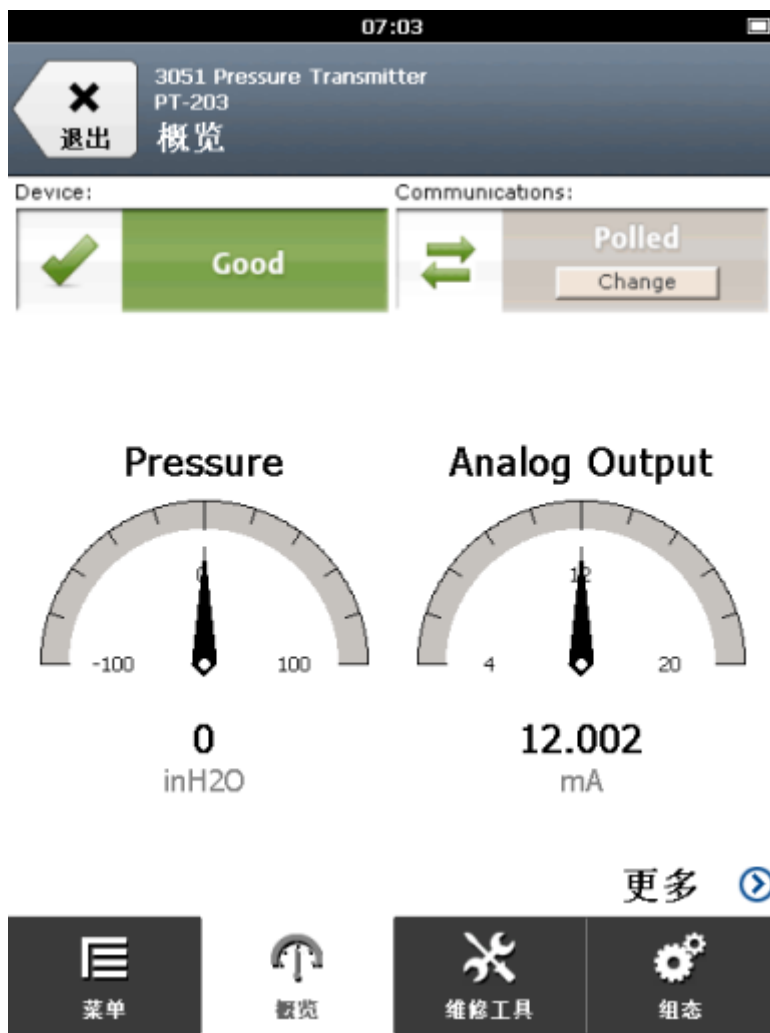 07:03
3051 Pressure Transmitter
PT-203
退出
概览
Device:
Communications:
Good
Polled
Change
Pressure
Analog Output
0
12
-100
100
4
20
0
12.002
inH2O
mA
更多
菜单
概览
维修工具
组态